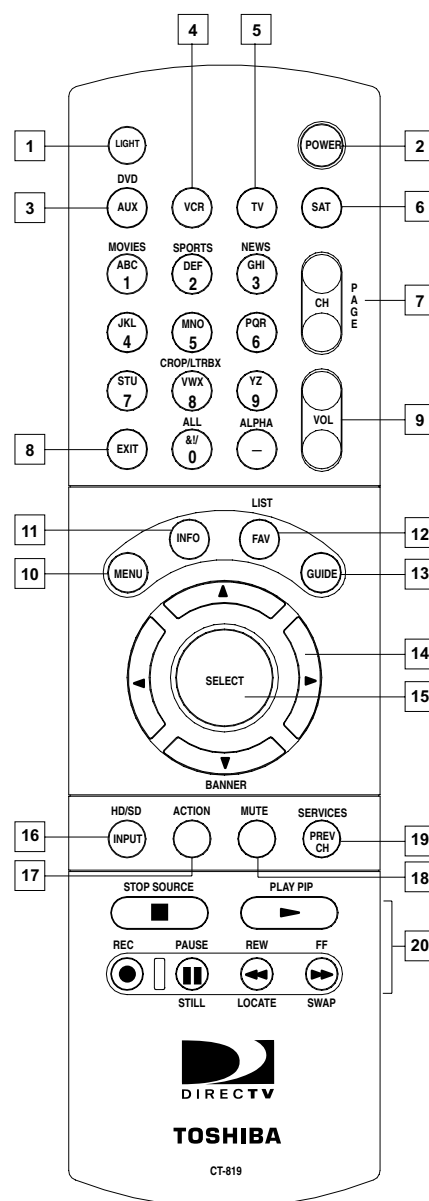 4 5
1 LIGHT POWER 2
DVD
3 AUX VCR TV SAT 6
MOVIES SPORTS NEWS
ABC DEF GHI
1 2 3
CH PAGE 7
JKL MNO PQR
4 5 6
CROP/LTRBX
STU VWX YZ
7 8 9
VOL 9
ALL ALPHA
8 EXIT &!/ –
0
LIST
11 INFO FAV 12
10 MENU GUIDE 13
14
SELECT
15
BANNER
HD/SD ACTION MUTE SERVICES
16 INPUT PREV CH 19
17 18
STOP SOURCE PLAY PIP
20
REC PAUSE REW FF
STILL LOCATE SWAP
DIRECTV
TOSHIBA
CT-819